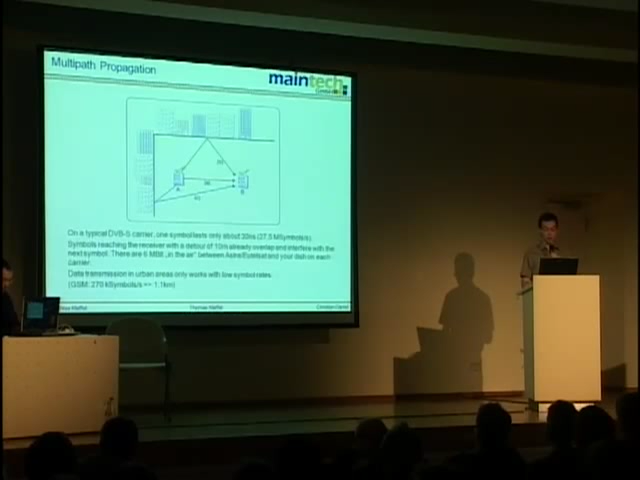 Multipath Propagation
maintech
On a typical DVB-S carrier, one symbol lasts only about 30ns (27,5 MSymbols/s).
Symbols reaching the receiver with a detour of 10m already overlap and interfere with the
next symbol. There are 6 MBit „in the air“ between Astra/Eutelsat and your dish on each
carrier.
Data transmission in urban areas only works with low symbol rates.
(GSM: 270 kSymbols/s == 1.1km)
Thomas Maffei
Christian Daniel